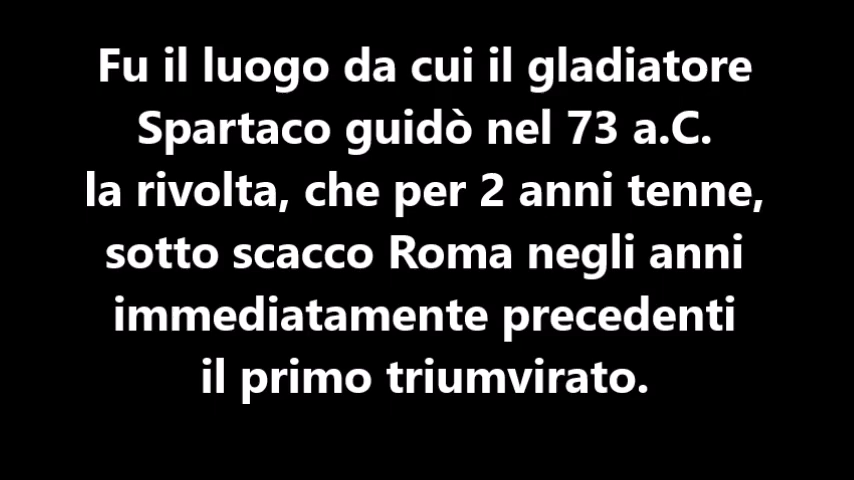 Fu il luogo da cui il gladiatore
Spartaco guidò nel 73 a.C.
la rivolta, che per 2 anni tenne,
sotto scacco Roma negli anni
immediatamente precedenti
il primo triumvirato.